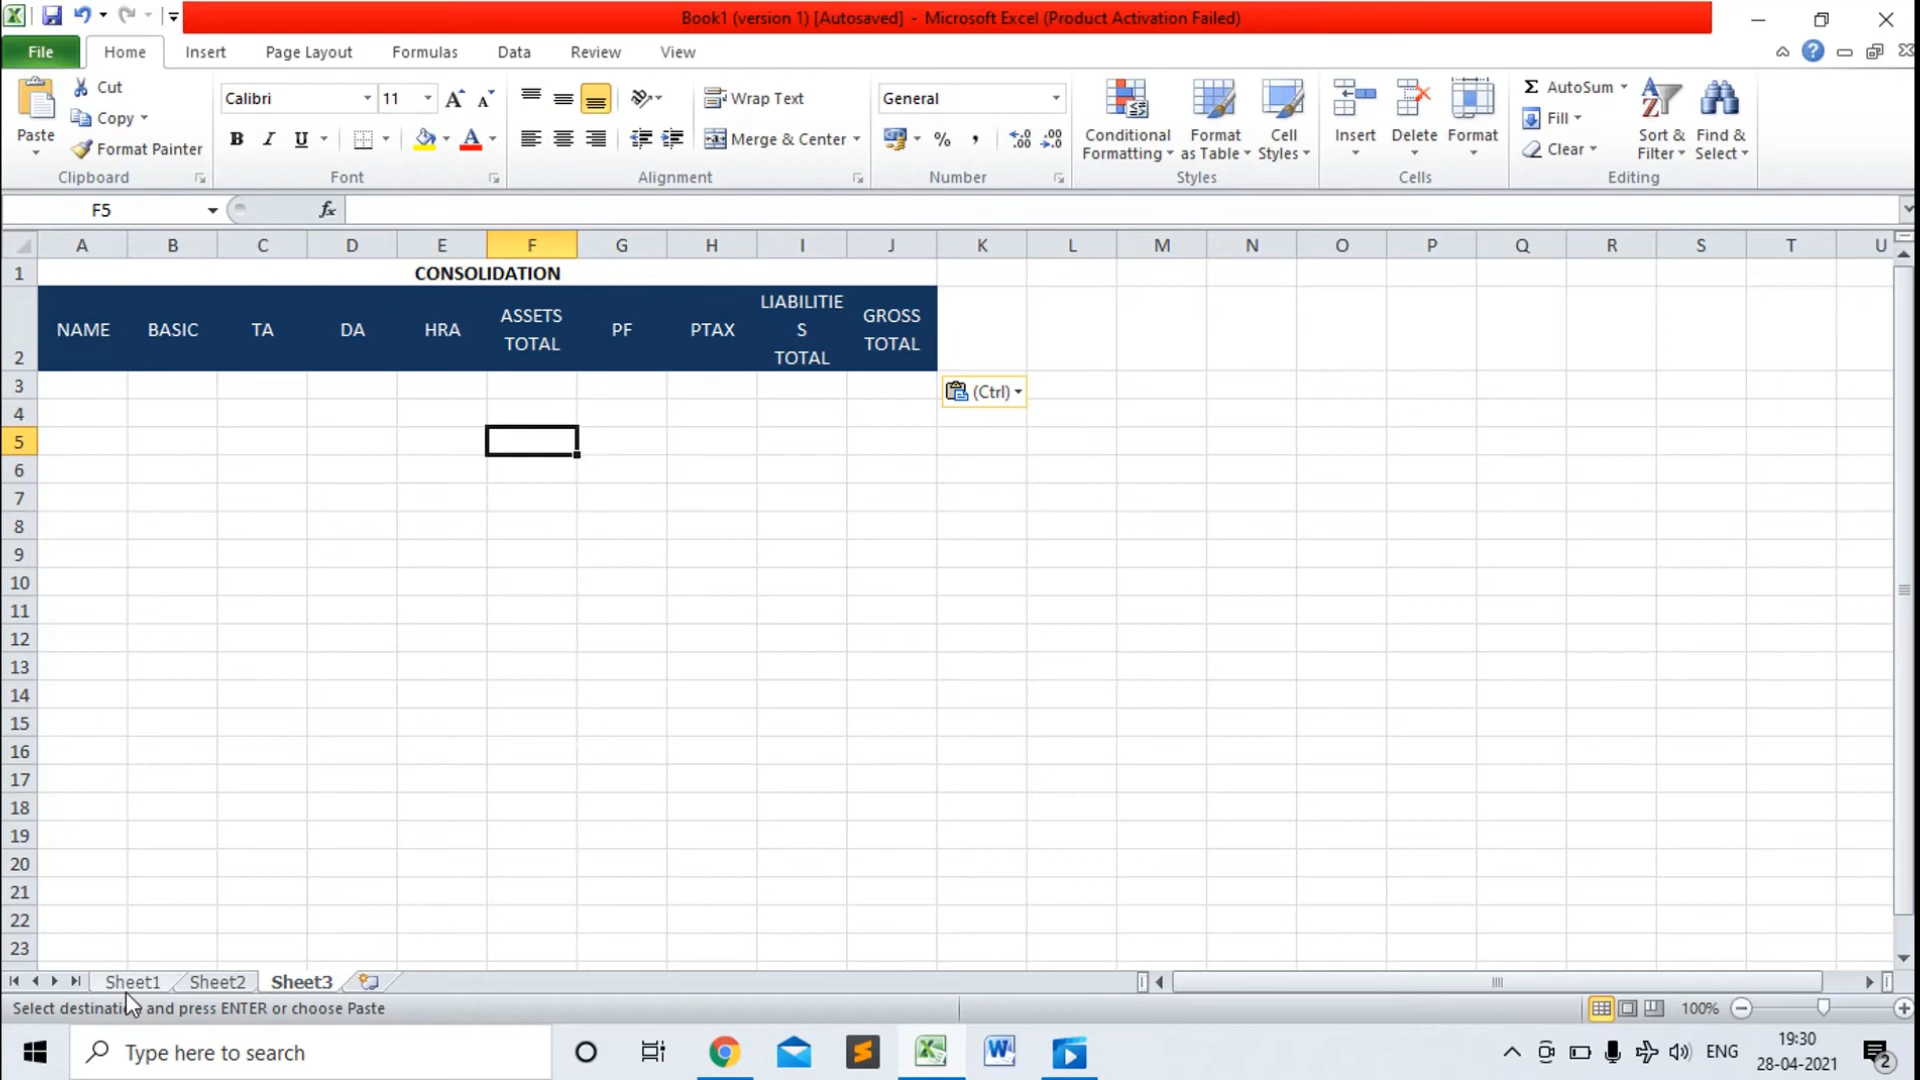 Book1 (version 1) [Autosaved] - Microsoft Excel (Product Activation Failed)
File Home Insert Page Layout Formulas Data Review View
Paste
Cut
Copy
Format Painter
Clipboard
Calibri 11
B I U
Font
Wrap Text
Merge & Center
Alignment
General
%
Number
Conditional Formatting
Format as Table
Cell Styles
Styles
Insert
Delete
Format
Cells
AutoSum
Fill
Clear
Sort & Filter
Find & Select
Editing
F5 fx
A B C D E F G H I J K L M N O P Q R S T U
1 CONSOLIDATION
2 NAME BASIC TA DA HRA ASSETS TOTAL PF PTAX LIABILITIE S TOTAL GROSS TOTAL
3 (Ctrl)
4
5
6
7
8
9
10
11
12
13
14
15
16
17
18
19
20
21
22
23
Sheet1 Sheet2 Sheet3
Select destination and press ENTER or choose Paste 100%
Type here to search
ENG
19:30
28-04-2021
2